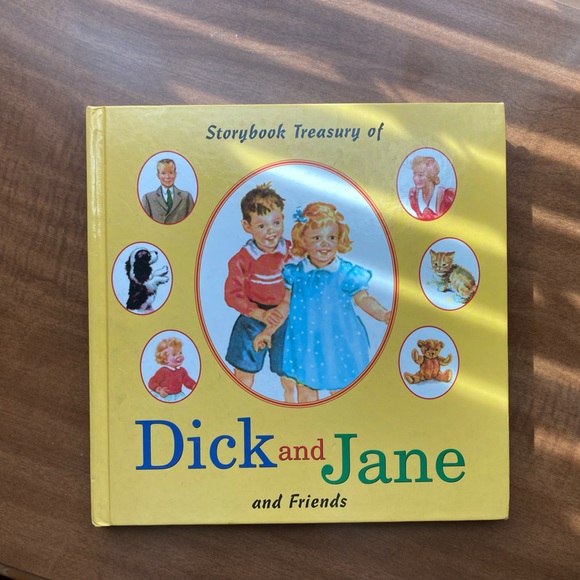 Storybook Treasury of
Dick and Jane
and Friends